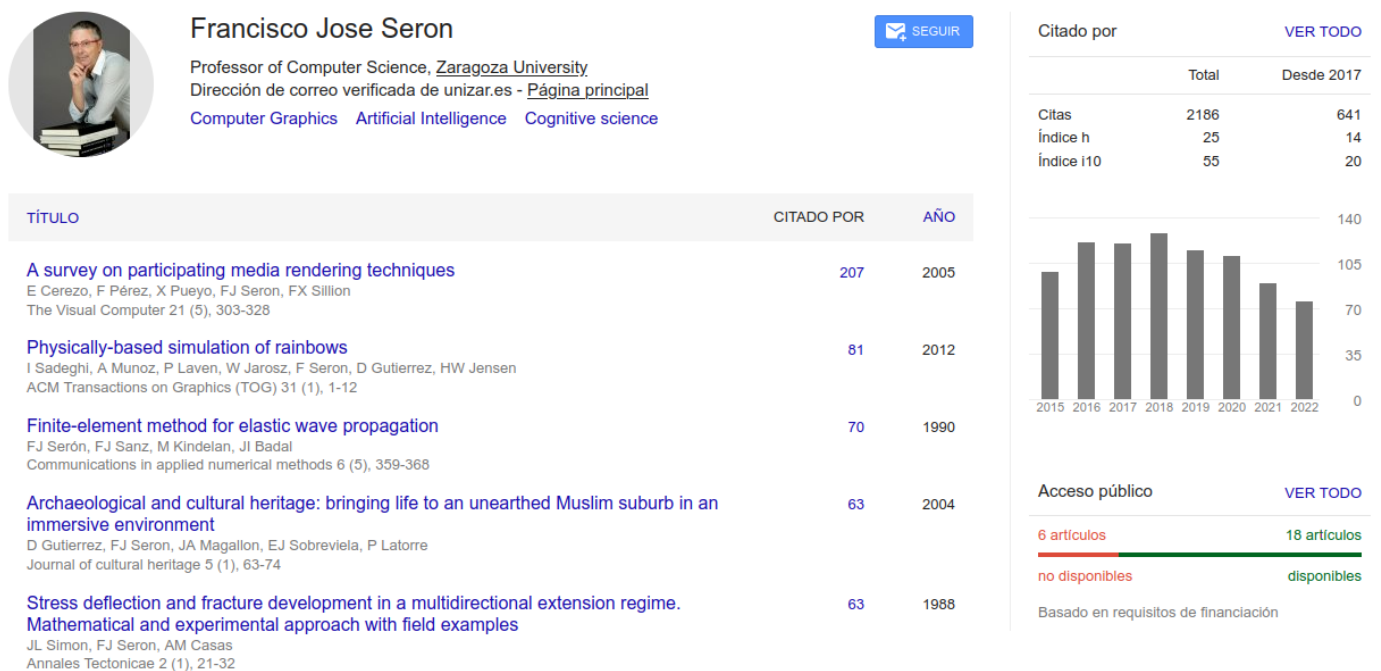 Francisco Jose Seron
SEGUIR
Professor of Computer Science, Zaragoza University
Dirección de correo verificada de unizar.es - Página principal
Computer Graphics Artificial Intelligence Cognitive science
TÍTULO CITADO POR AÑO
A survey on participating media rendering techniques 207 2005
E Cerezo, F Pérez, X Pueyo, FJ Seron, FX Sillion
The Visual Computer 21 (5), 303-328
Physically-based simulation of rainbows 81 2012
I Sadeghi, A Munoz, P Laven, W Jarosz, F Seron, D Gutierrez, HW Jensen
ACM Transactions on Graphics (TOG) 31 (1), 1-12
Finite-element method for elastic wave propagation 70 1990
FJ Serón, FJ Sanz, M Kindelan, JI Badal
Communications in applied numerical methods 6 (5), 359-368
Archaeological and cultural heritage: bringing life to an unearthed Muslim suburb in an 63 2004
immersive environment
D Gutierrez, FJ Seron, JA Magallon, EJ Sobreviela, P Latorre
Journal of cultural heritage 5 (1), 63-74
Stress deflection and fracture development in a multidirectional extension regime. 63 1988
Mathematical and experimental approach with field examples
JL Simon, FJ Seron, AM Casas
Annales Tectonicae 2 (1), 21-32
Citado por VER TODO
Total Desde 2017
Citas 2186 641
Índice h 25 14
Índice i10 55 20
140
105
70
35
0
2015 2016 2017 2018 2019 2020 2021 2022
Acceso público VER TODO
6 artículos 18 artículos
no disponibles disponibles
Basado en requisitos de financiación